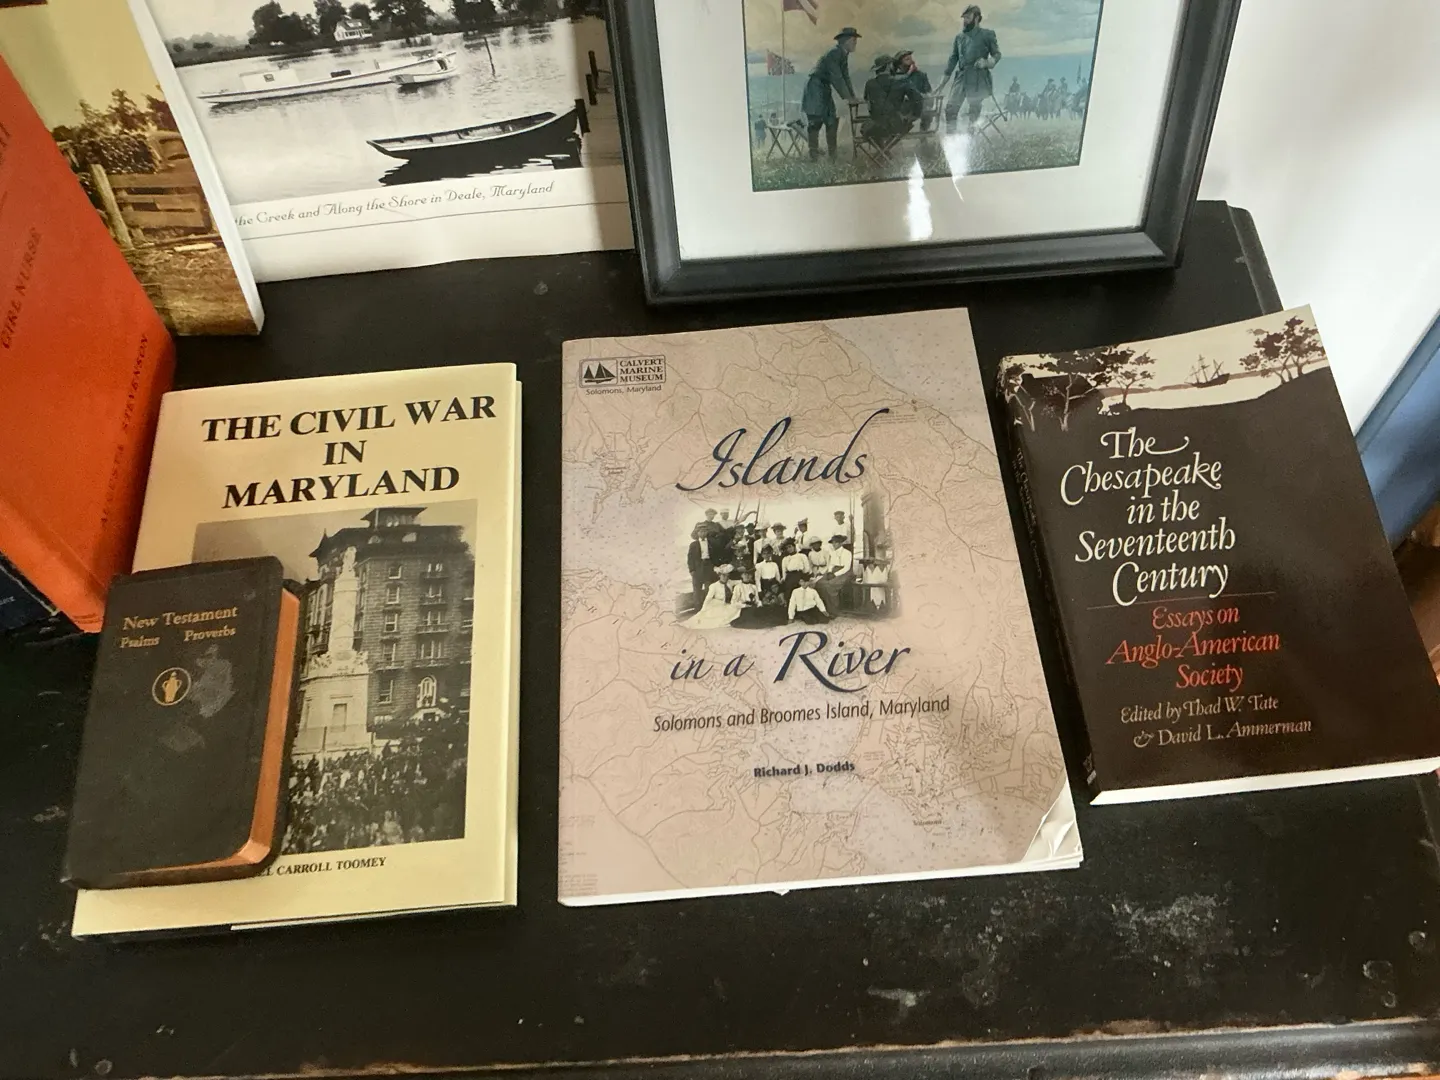 the Creek and Along the Shore in Deale, Maryland
GIRL NURSE
AUGUSTA STEVENSON
THE CIVIL WAR
IN
MARYLAND
CARROLL TOOMEY
New Testament
Psalms Proverbs
CALVERT
MARINE
MUSEUM
Solomons, Maryland
Islands
in a River
Solomons and Broomes Island, Maryland
Richard J. Dodds
Solomons
The
Chesapeake
in the
Seventeenth
Century
Essays on
Anglo-American
Society
Edited by Thad W. Tate
& David L. Ammerman